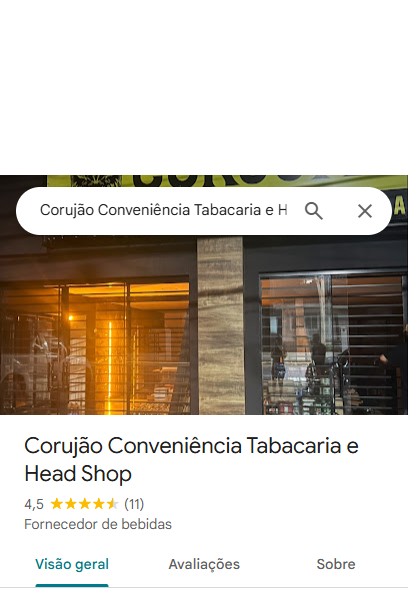 Corujão Conveniência Tabacaria e H
Corujão Conveniência Tabacaria e
Head Shop
4,5 (11)
Fornecedor de bebidas
Visão geral Avaliações Sobre